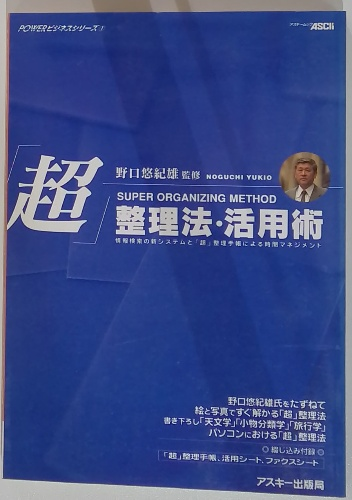 POWERビジネスシリーズ 1
アスキームック ASCII
野口悠紀雄 監修 NOGUCHI YUKIO
SUPER ORGANIZING METHOD
「超」整理法・活用術
情報検索の新システムと「超」整理手帳による時間マネジメント
野口悠紀雄氏をたずねて
絵と写真ですぐ解かる「超」整理法
書き下ろし「天文学」「小物分類学」「旅行学」
パソコンにおける「超」整理法
◎ 綴じ込み付録 ◎
「超」整理手帳、活用シート、ファクスシート
アスキー出版局